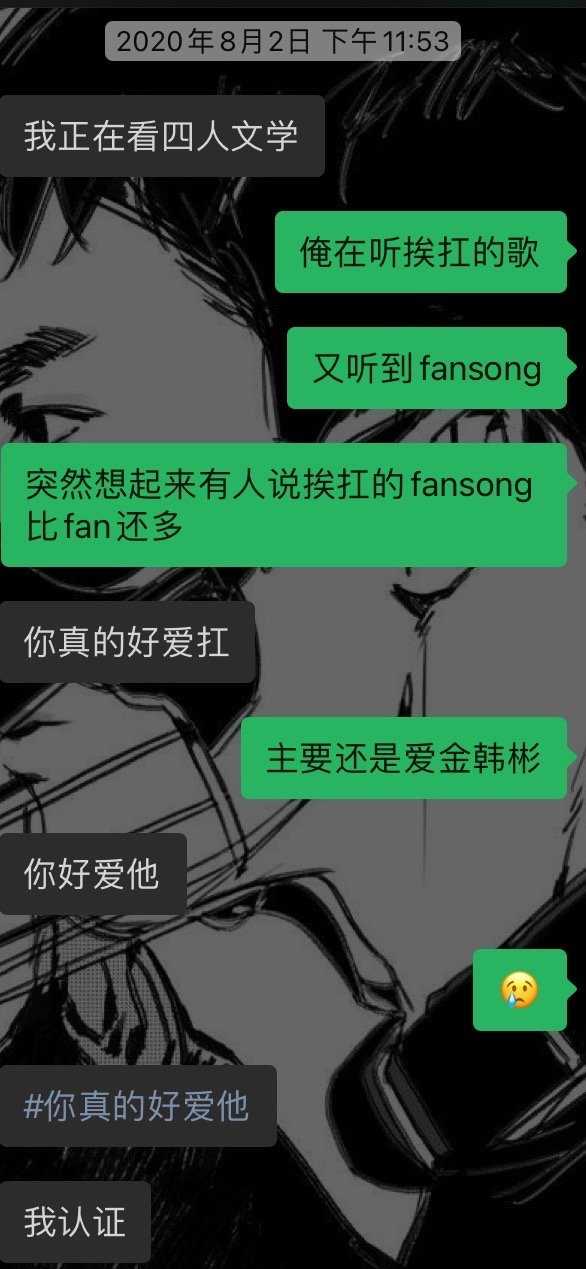 2020年8月2日 下午11:53
我正在看四人文学
俺在听挨扛的歌
又听到fansong
突然想起来有人说挨扛的fansong
比fan还多
你真的好爱扛
主要还是爱金韩彬
你好爱他
😢
#你真的好爱他
我认证